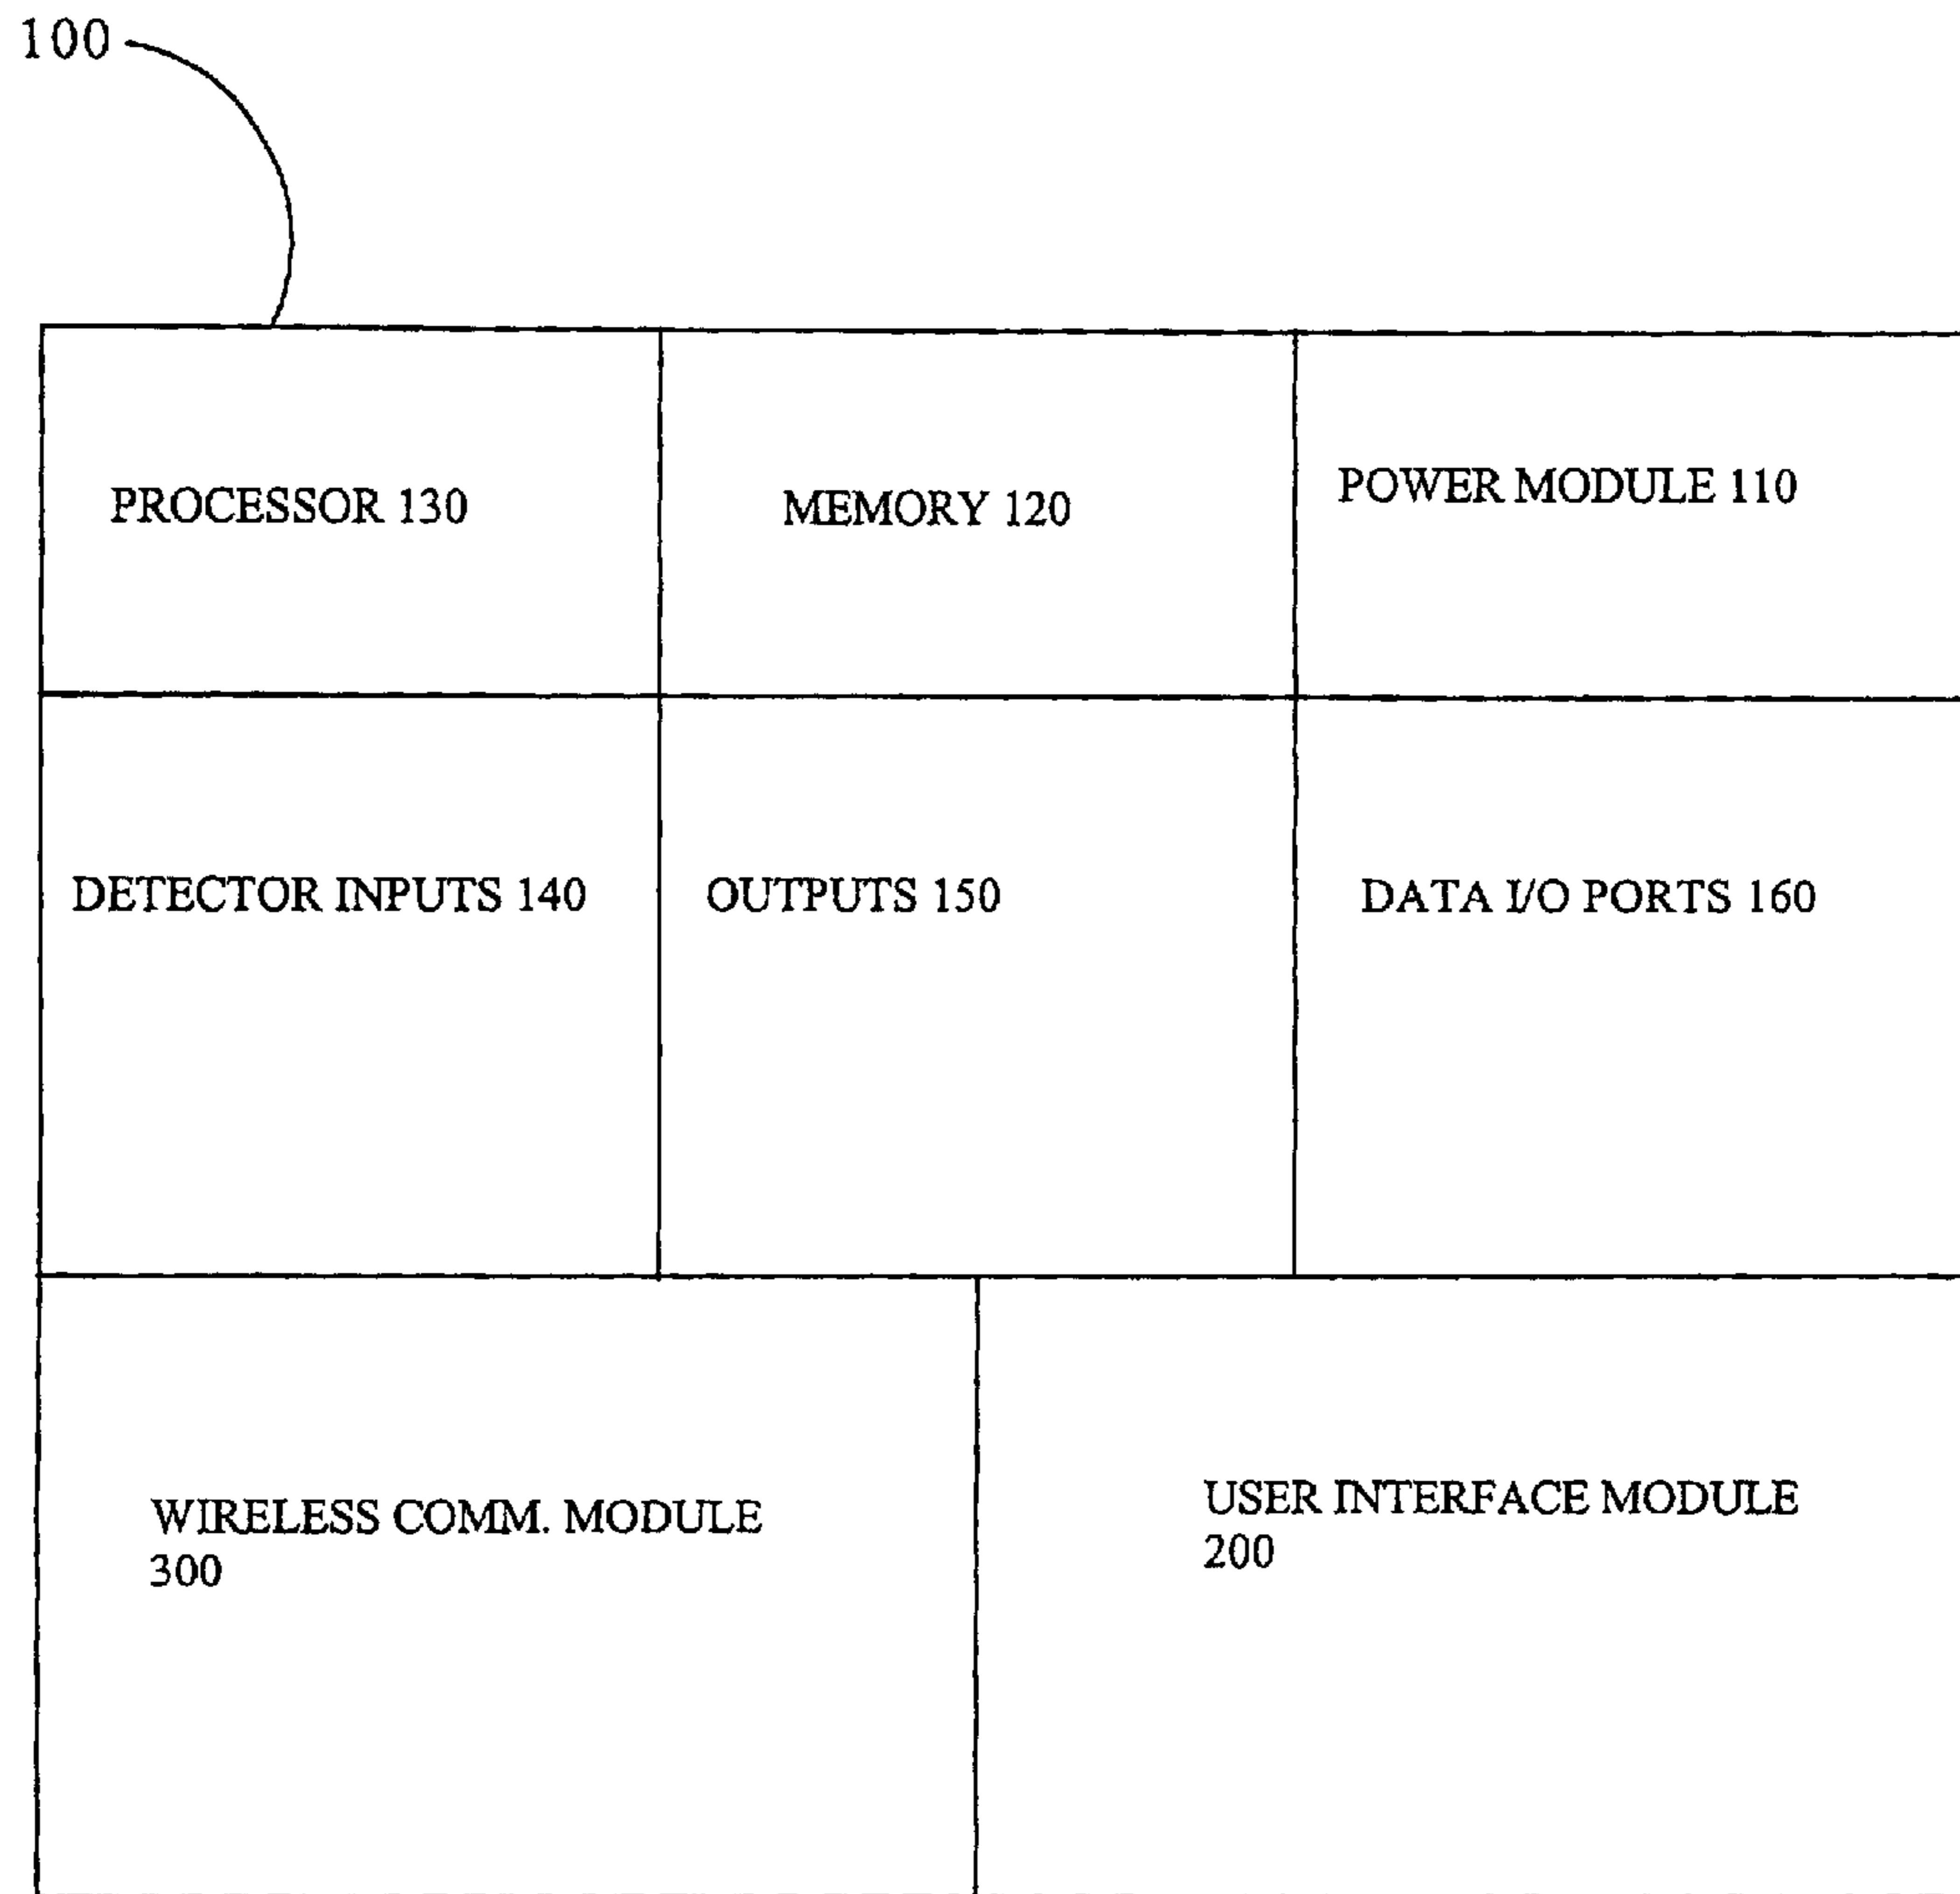 100
PROCESSOR 130
MEMORY 120
POWER MODULE 110
DETECTOR INPUTS 140
OUTPUTS 150
DATA I/O PORTS 160
WIRELESS COMM. MODULE
300
USER INTERFACE MODULE
200